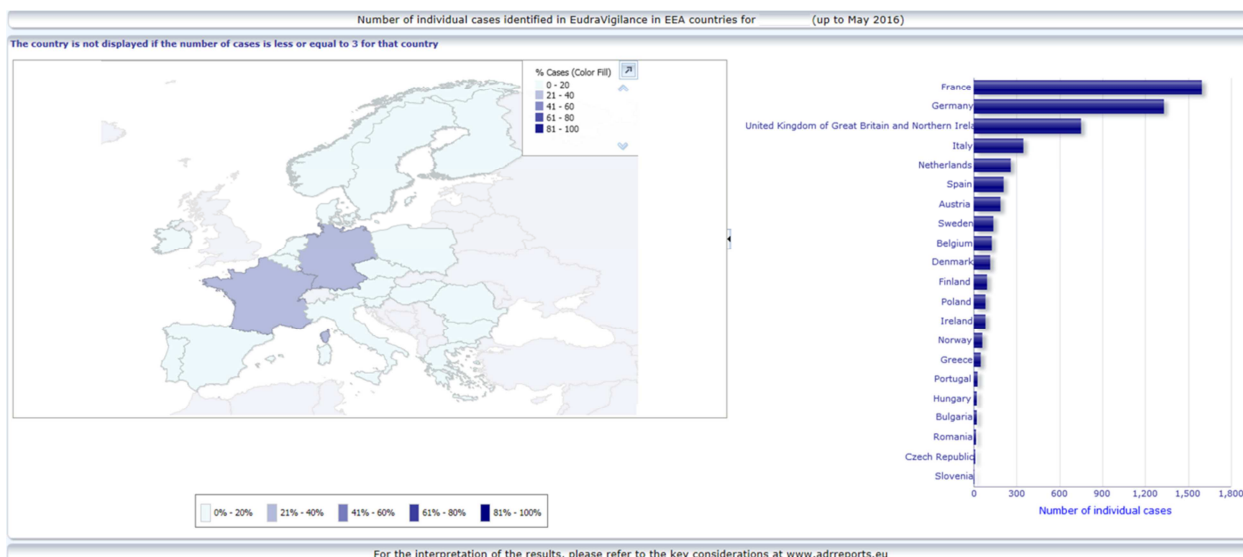 Number of individual cases identified in EudraVigilance in EEA countries for (up to May 2016)
The country is not displayed if the number of cases is less or equal to 3 for that country
% Cases (Color Fill)
0 - 20
21 - 40
41 - 60
61 - 80
81 - 100
0% - 20%
21% - 40%
41% - 60%
61% - 80%
81% - 100%
France
Germany
United Kingdom of Great Britain and Northern Irela
Italy
Netherlands
Spain
Austria
Sweden
Belgium
Denmark
Finland
Poland
Ireland
Norway
Greece
Portugal
Hungary
Bulgaria
Romania
Czech Republic
Slovenia
0 300 600 900 1,200 1,500 1,800
Number of individual cases
For the interpretation of the results, please refer to the key considerations at www.adrreports.eu